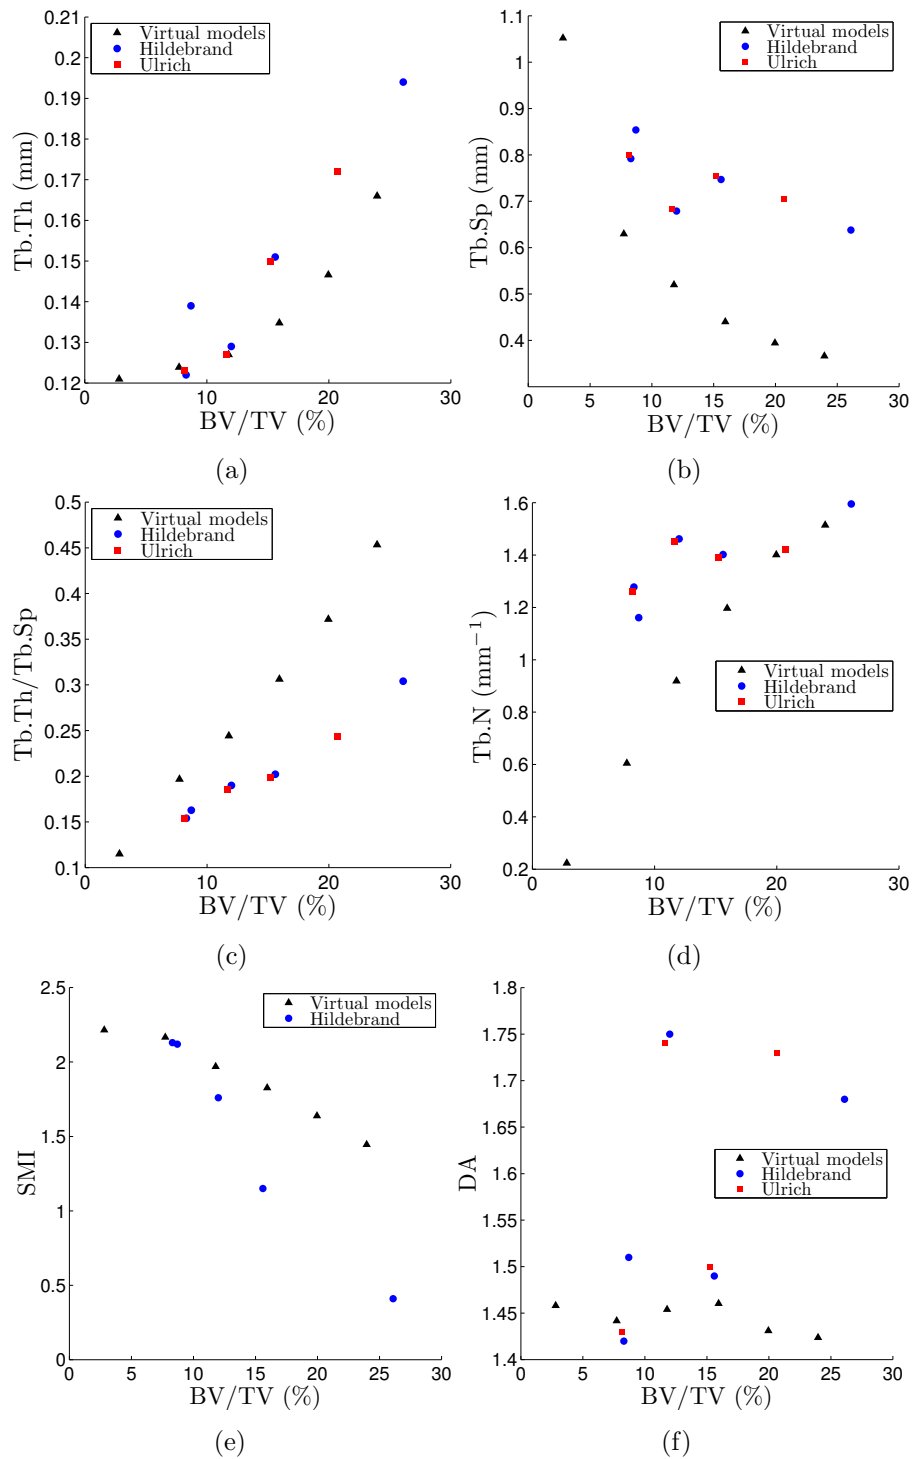 0.21
0.2
0.19
0.18
0.17
0.16
0.15
0.14
0.13
0.12
0 10 20 30
Tb.Th (mm)
BV/TV (%)
Virtual models
Hildebrand
Ulrich
(a)
1.1
1
0.9
0.8
0.7
0.6
0.5
0.4
0 5 10 15 20 25 30
Tb.Sp (mm)
BV/TV (%)
Virtual models
Hildebrand
Ulrich
(b)
0.5
0.45
0.4
0.35
0.3
0.25
0.2
0.15
0.1
0 10 20 30
Tb.Th/Tb.Sp
BV/TV (%)
Virtual models
Hildebrand
Ulrich
(c)
1.6
1.4
1.2
1
0.8
0.6
0.4
0.2
0 10 20 30
Tb.N (mm⁻¹)
BV/TV (%)
Virtual models
Hildebrand
Ulrich
(d)
2.5
2
1.5
1
0.5
0
0 5 10 15 20 25 30
SMI
BV/TV (%)
Virtual models
Hildebrand
(e)
1.8
1.75
1.7
1.65
1.6
1.55
1.5
1.45
1.4
0 5 10 15 20 25 30
DA
BV/TV (%)
Virtual models
Hildebrand
Ulrich
(f)